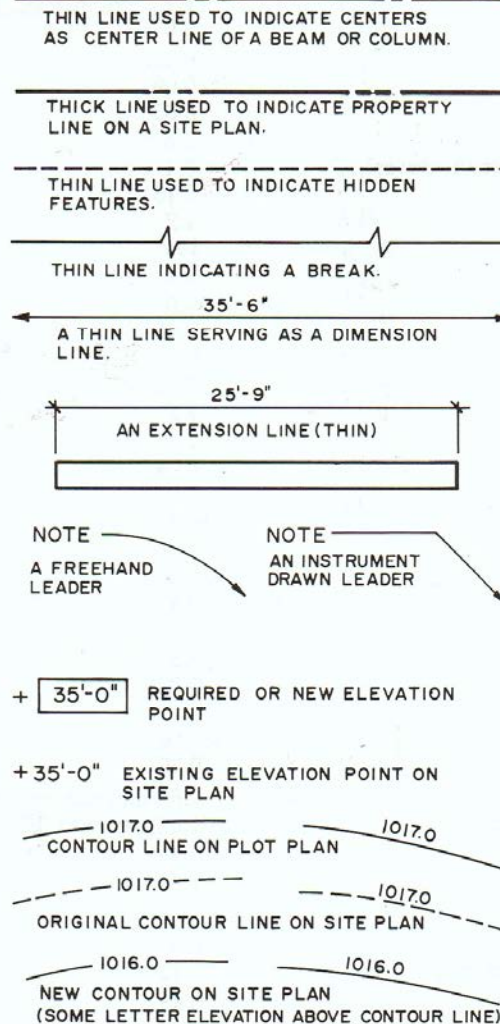 THIN LINE USED TO INDICATE CENTERS
AS CENTER LINE OF A BEAM OR COLUMN.
THICK LINE USED TO INDICATE PROPERTY
LINE ON A SITE PLAN.
THIN LINE USED TO INDICATE HIDDEN
FEATURES.
THIN LINE INDICATING A BREAK.
35'-6"
A THIN LINE SERVING AS A DIMENSION
LINE.
25'-9"
AN EXTENSION LINE (THIN)
NOTE
A FREEHAND
LEADER
NOTE
AN INSTRUMENT
DRAWN LEADER
+ 35'-0" REQUIRED OR NEW ELEVATION
POINT
+35'-0" EXISTING ELEVATION POINT ON
SITE PLAN
1017.0 1017.0
CONTOUR LINE ON PLOT PLAN
1017.0 1017.0
ORIGINAL CONTOUR LINE ON SITE PLAN
1016.0 1016.0
NEW CONTOUR ON SITE PLAN
(SOME LETTER ELEVATION ABOVE CONTOUR LINE)